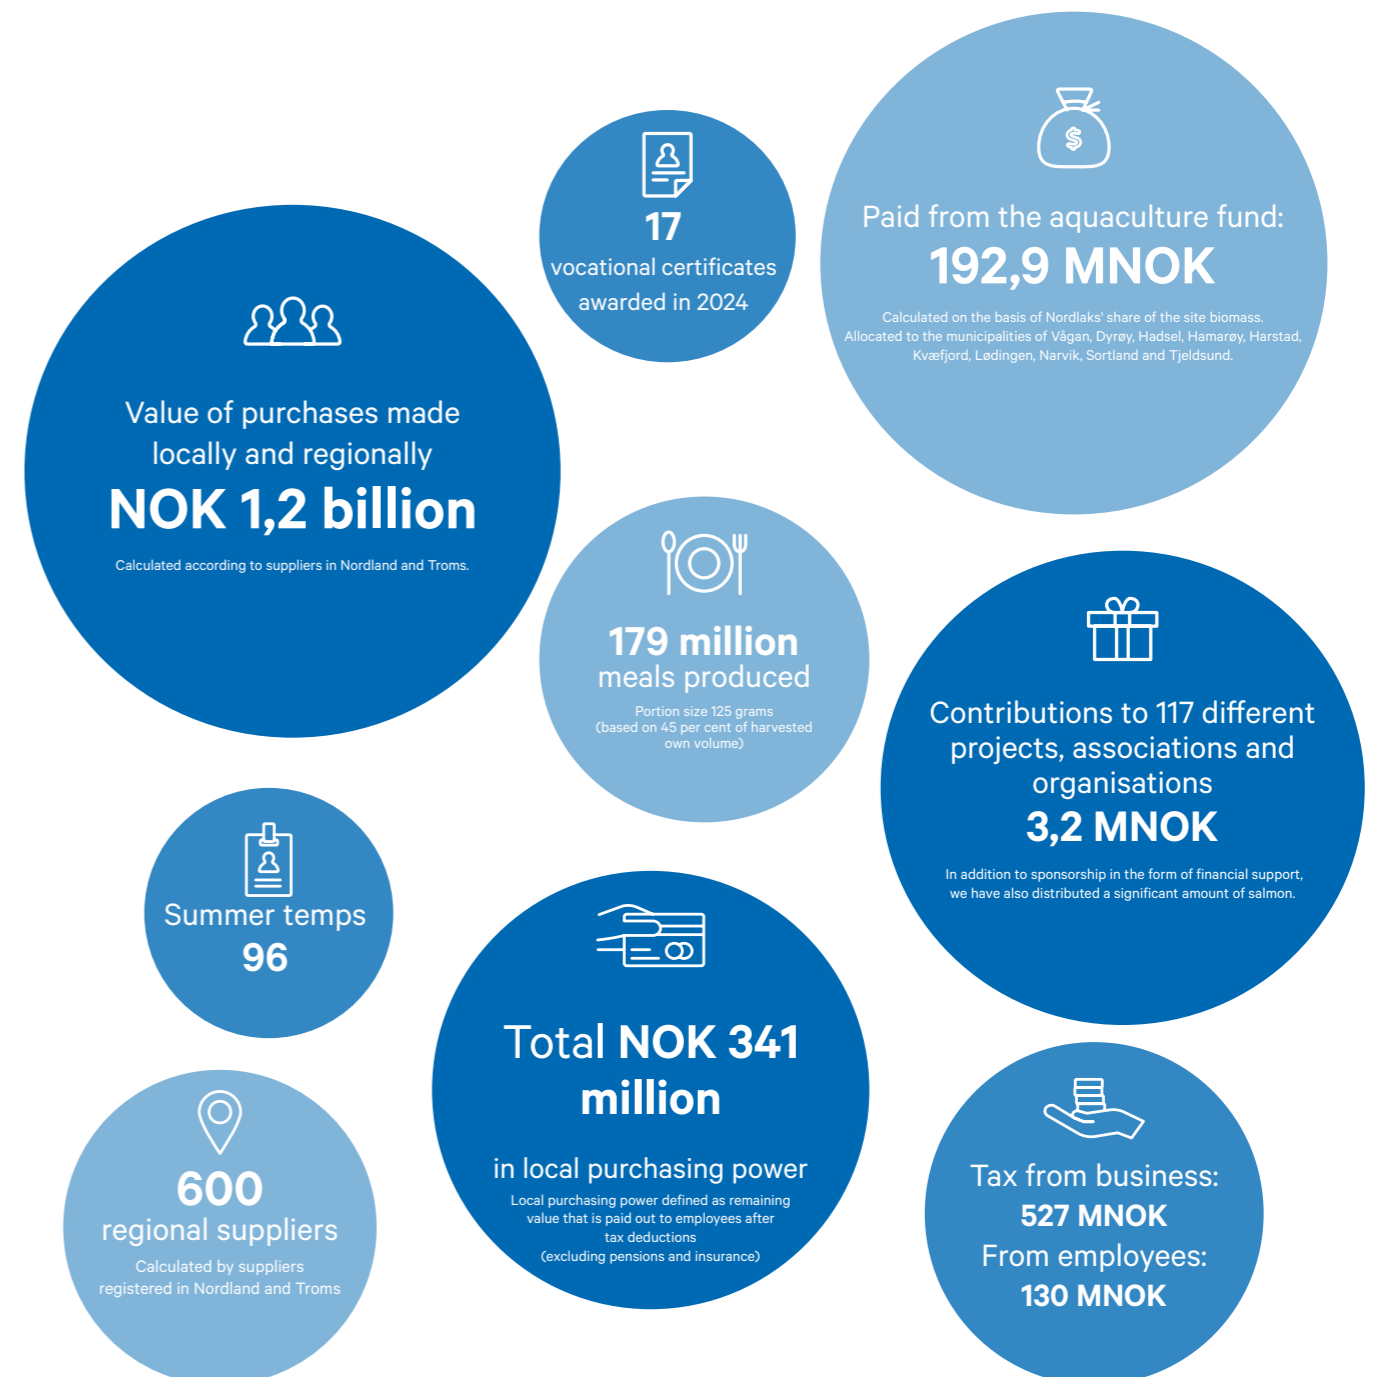 17
vocational certificates
awarded in 2024
$
Paid from the aquaculture fund:
192,9 MNOK
Calculated on the basis of Nordlaks' share of the site biomass.
Allocated to the municipalities of Vågan, Dyrøy, Hadsel, Hamarøy, Harstad,
Kvæfjord, Lødingen, Narvik, Sortland and Tjeldsund.
Value of purchases made
locally and regionally
NOK 1,2 billion
Calculated according to suppliers in Nordland and Troms.
179 million
meals produced
Portion size 125 grams
(based on 45 per cent of harvested
own volume)
Contributions to 117 different
projects, associations and
organisations
3,2 MNOK
In addition to sponsorship in the form of financial support,
we have also distributed a significant amount of salmon.
Summer temps
96
Total NOK 341
million
in local purchasing power
Local purchasing power defined as remaining
value that is paid out to employees after
tax deductions
(excluding pensions and insurance)
600
regional suppliers
Calculated by suppliers
registered in Nordland and Troms
Tax from business:
527 MNOK
From employees:
130 MNOK